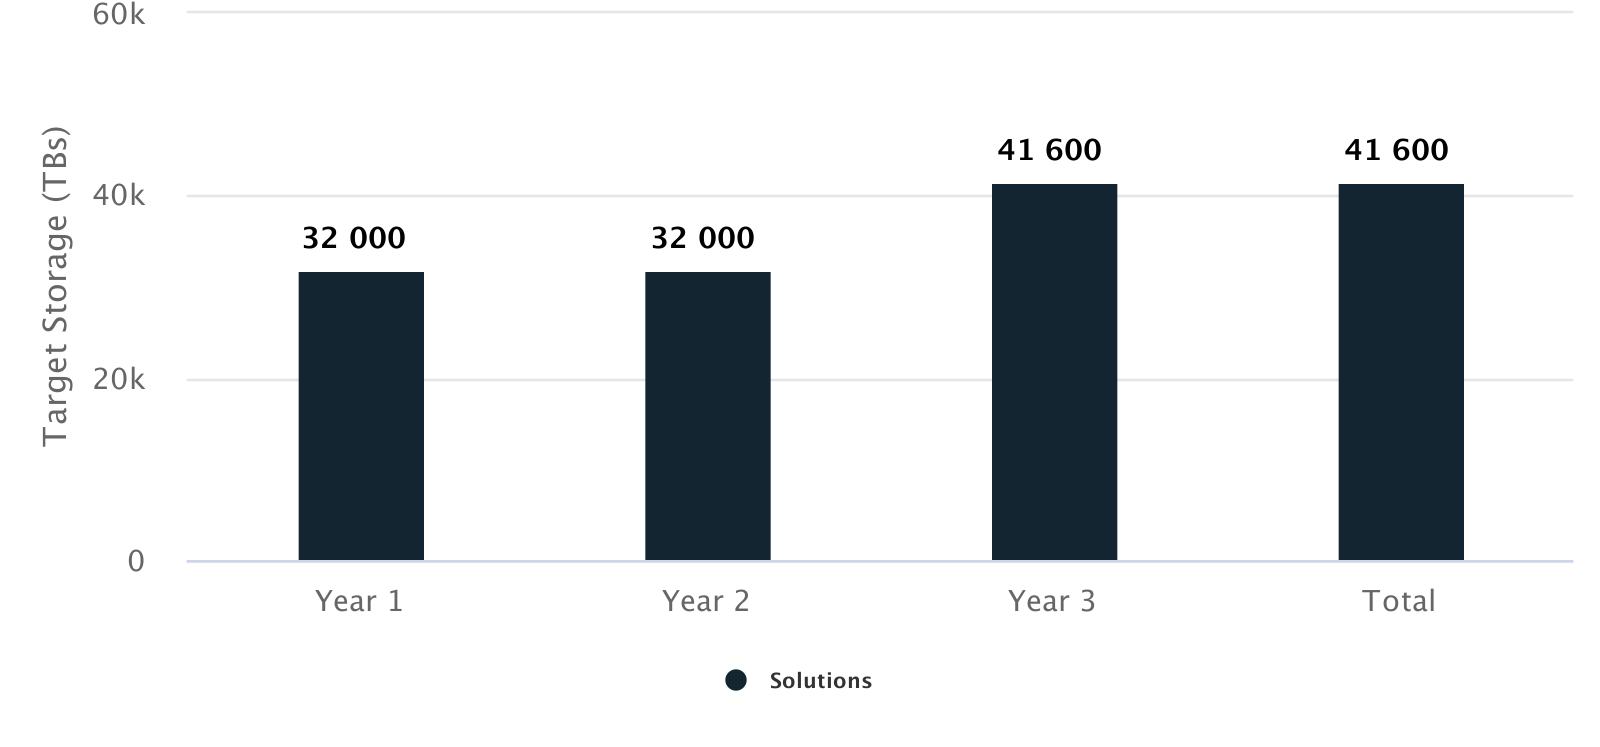 60k
40k
20k
0
Target Storage (TBs)
32 000
32 000
41 600
41 600
Year 1
Year 2
Year 3
Total
Solutions